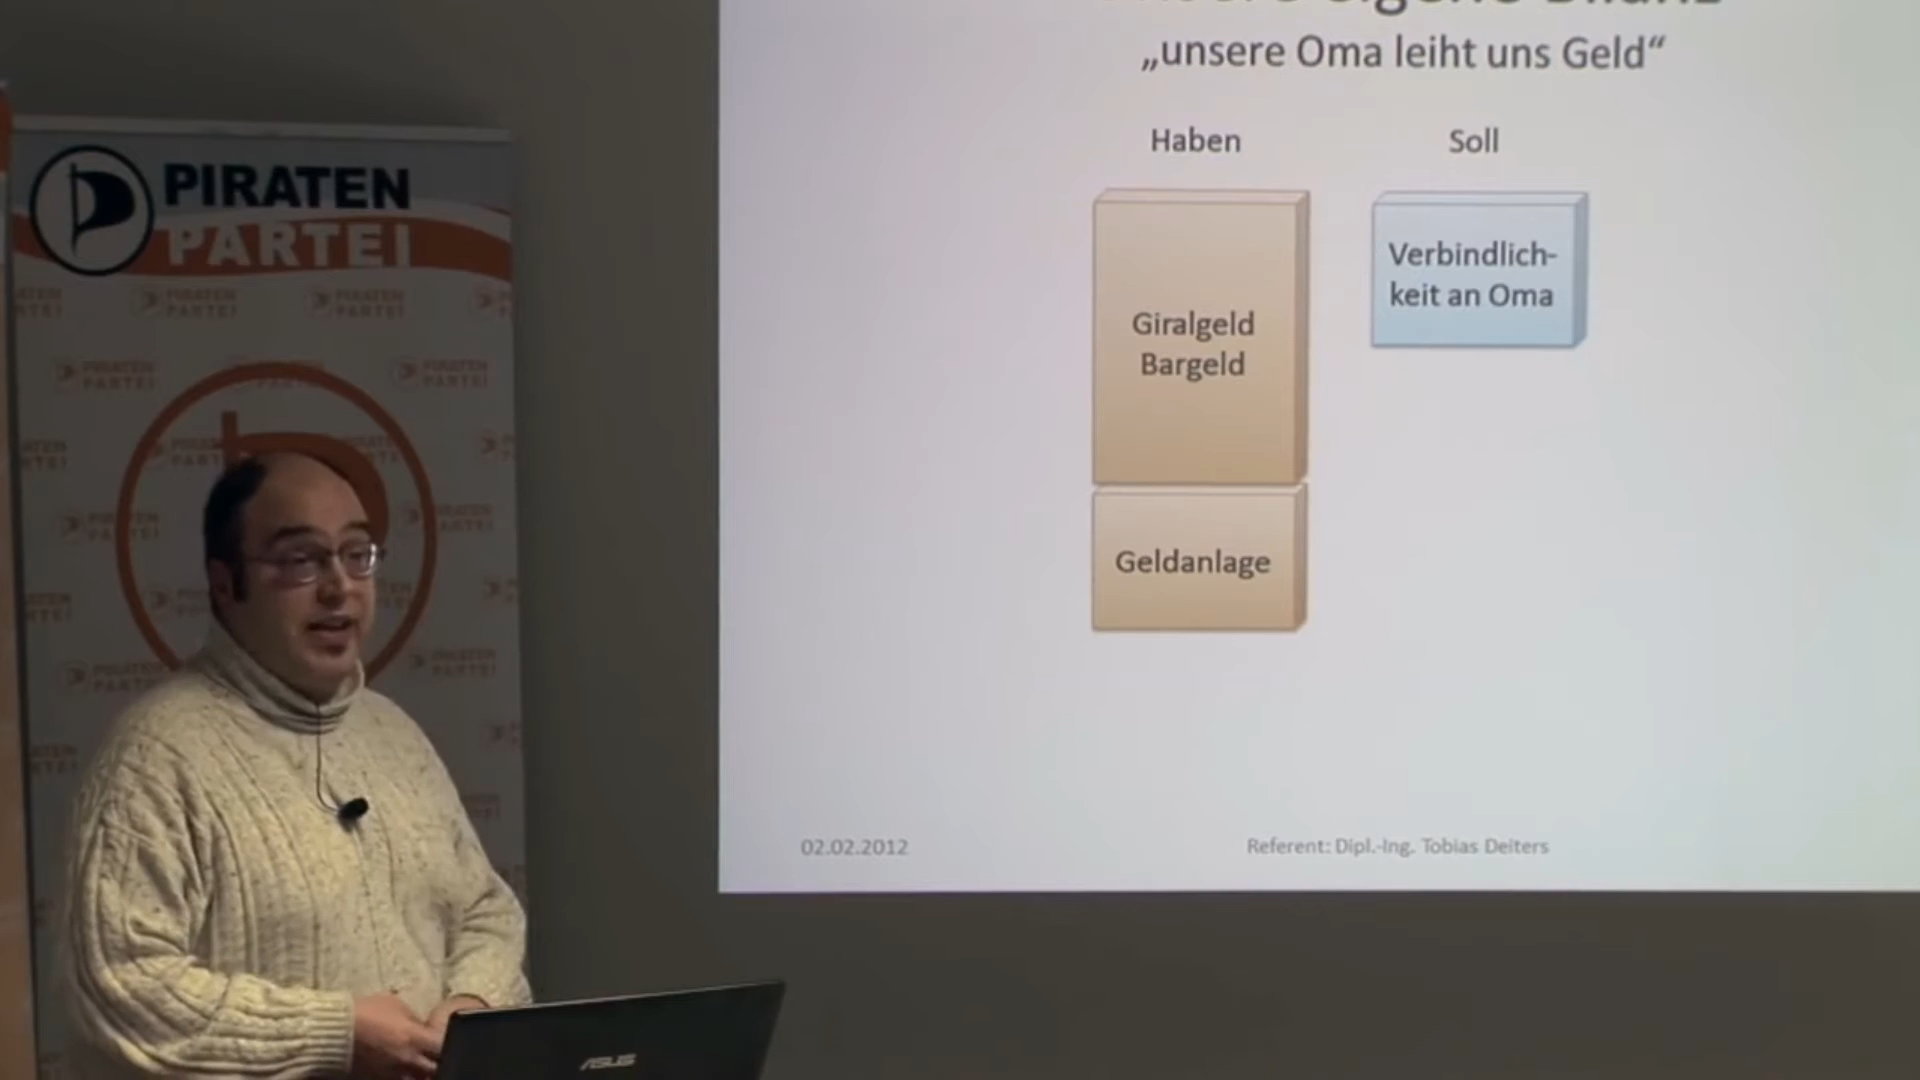 „unsere Oma leiht uns Geld“
Haben
Soll
Giralgeld
Bargeld
Verbindlich-
keit an Oma
Geldanlage
02.02.2012
Referent: Dipl.-Ing. Tobias Deiters
PIRATEN
PARTEI
ASUS